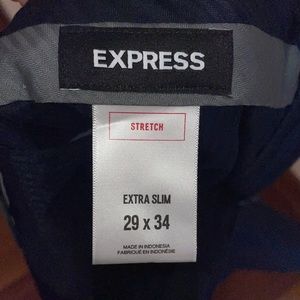 EXPRESS
STRETCH
EXTRA SLIM
29 x 34
MADE IN INDONESIA
FABRIQUÉ EN INDONÉSIE